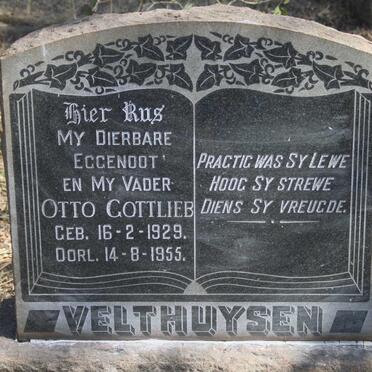 Hier Rus
My Dierbare
Eggenoot
en My Vader
Otto Gottlieb
Geb. 16-2-1929.
Oorl. 14-8-1955.
Pragtig was Sy Lewe
Hoog Sy strewe
Diens Sy vreugde.
VELTHUYSEN